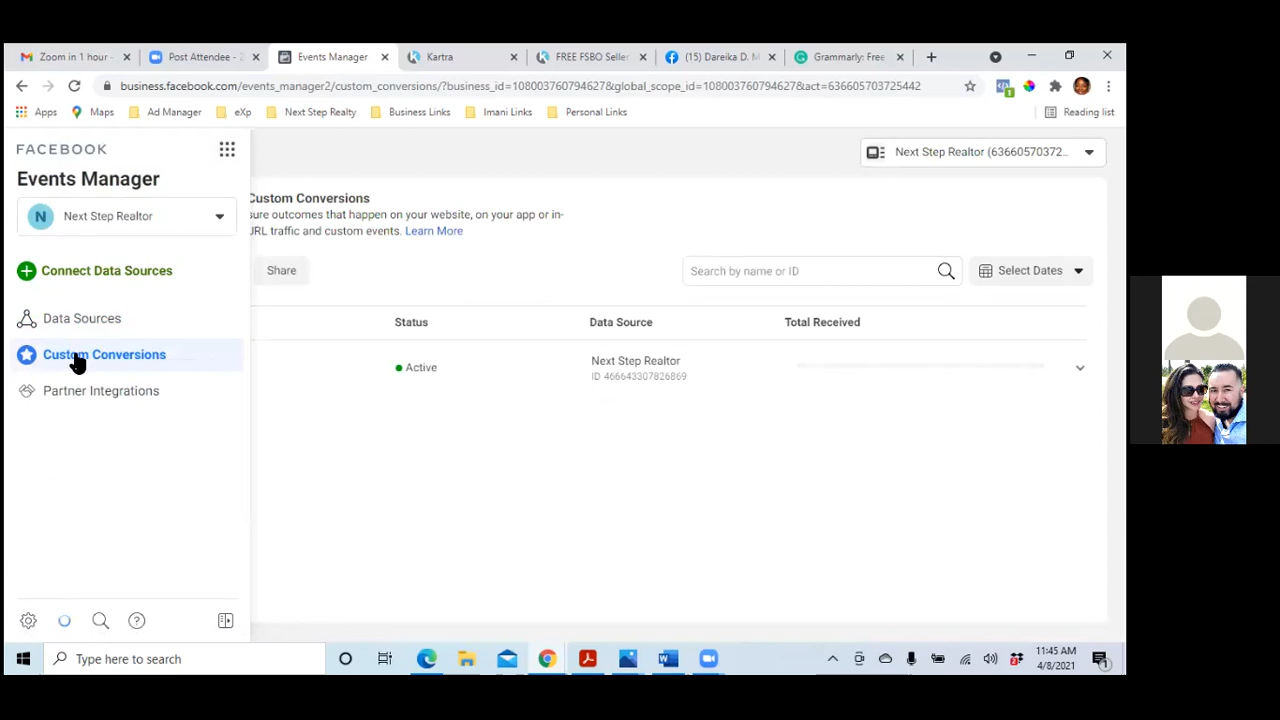 Zoom in 1 hour -
Post Attendee - 2
Events Manager
Kartra
FREE FSBO Seller
(15) Dareika D. M
Grammarly: Free
business.facebook.com/events_manager2/custom_conversions/?business_id=108003760794627&global_scope_id=108003760794627&act=636605703725442
Apps
Maps
Ad Manager
eXp
Next Step Realty
Business Links
Imani Links
Personal Links
Reading list
FACEBOOK
Events Manager
N
Next Step Realtor
Connect Data Sources
Data Sources
Custom Conversions
Partner Integrations
Next Step Realtor (63660570372...
Custom Conversions
sure outcomes that happen on your website, on your app or in-
URL traffic and custom events. Learn More
Share
Search by name or ID
Select Dates
Status
Data Source
Total Received
Active
Next Step Realtor
ID 466643307826869
Type here to search
11:45 AM
4/8/2021